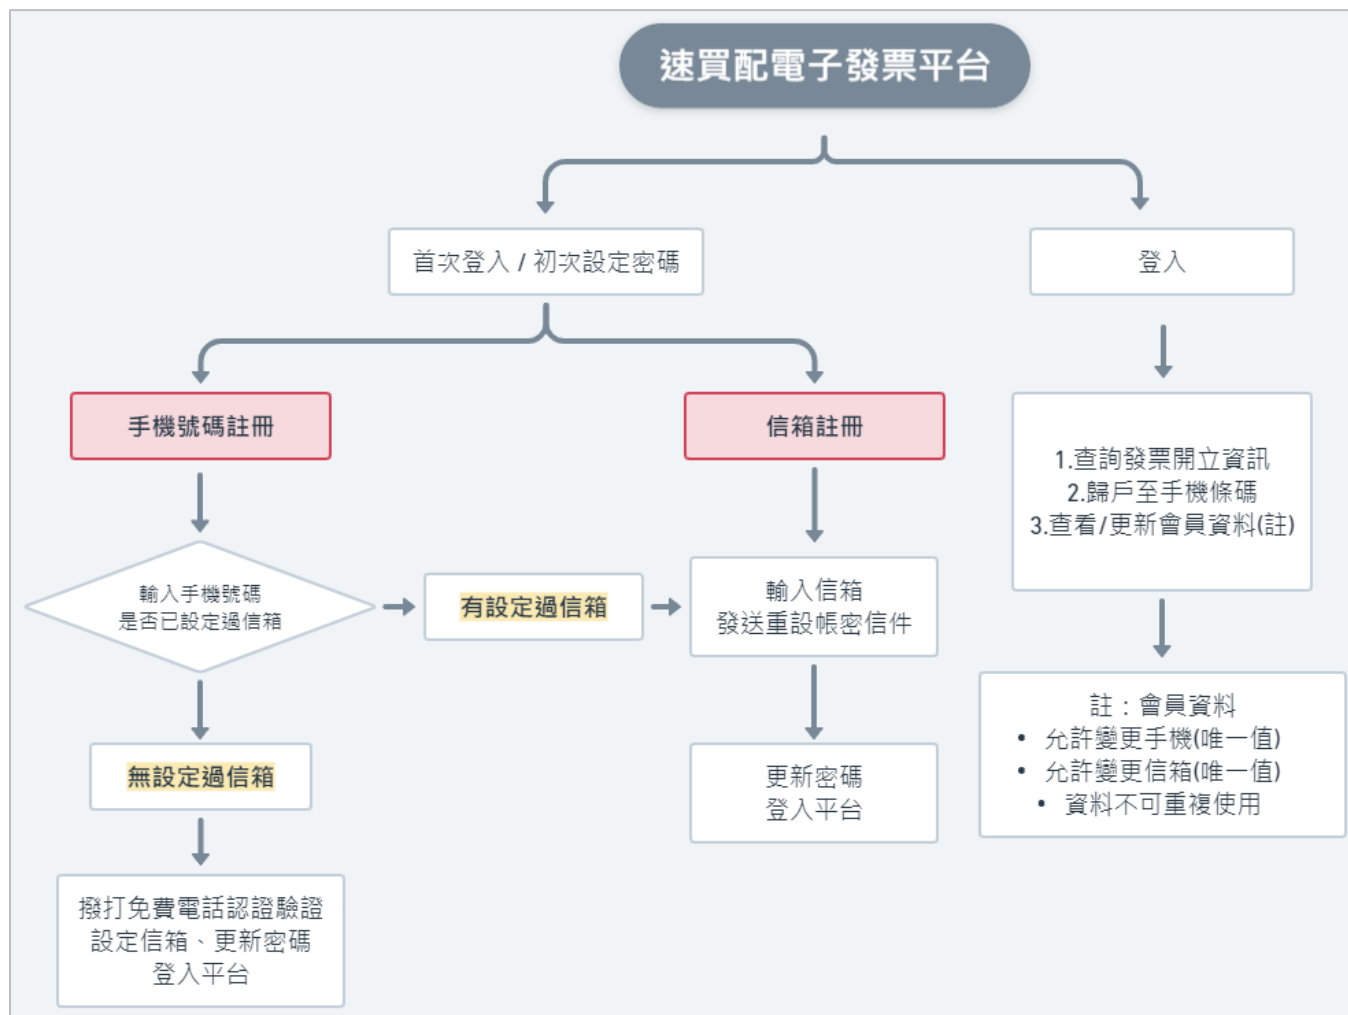 速買配電子發票平台
首次登入 / 初次設定密碼
登入
手機號碼註冊
信箱註冊
1.查詢發票開立資訊
2.歸戶至手機條碼
3.查看/更新會員資料(註)
輸入手機號碼
是否已設定過信箱
有設定過信箱
輸入信箱
發送重設帳密信件
註：會員資料
• 允許變更手機(唯一值)
• 允許變更信箱(唯一值)
• 資料不可重複使用
無設定過信箱
更新密碼
登入平台
撥打免費電話認證驗證
設定信箱、更新密碼
登入平台